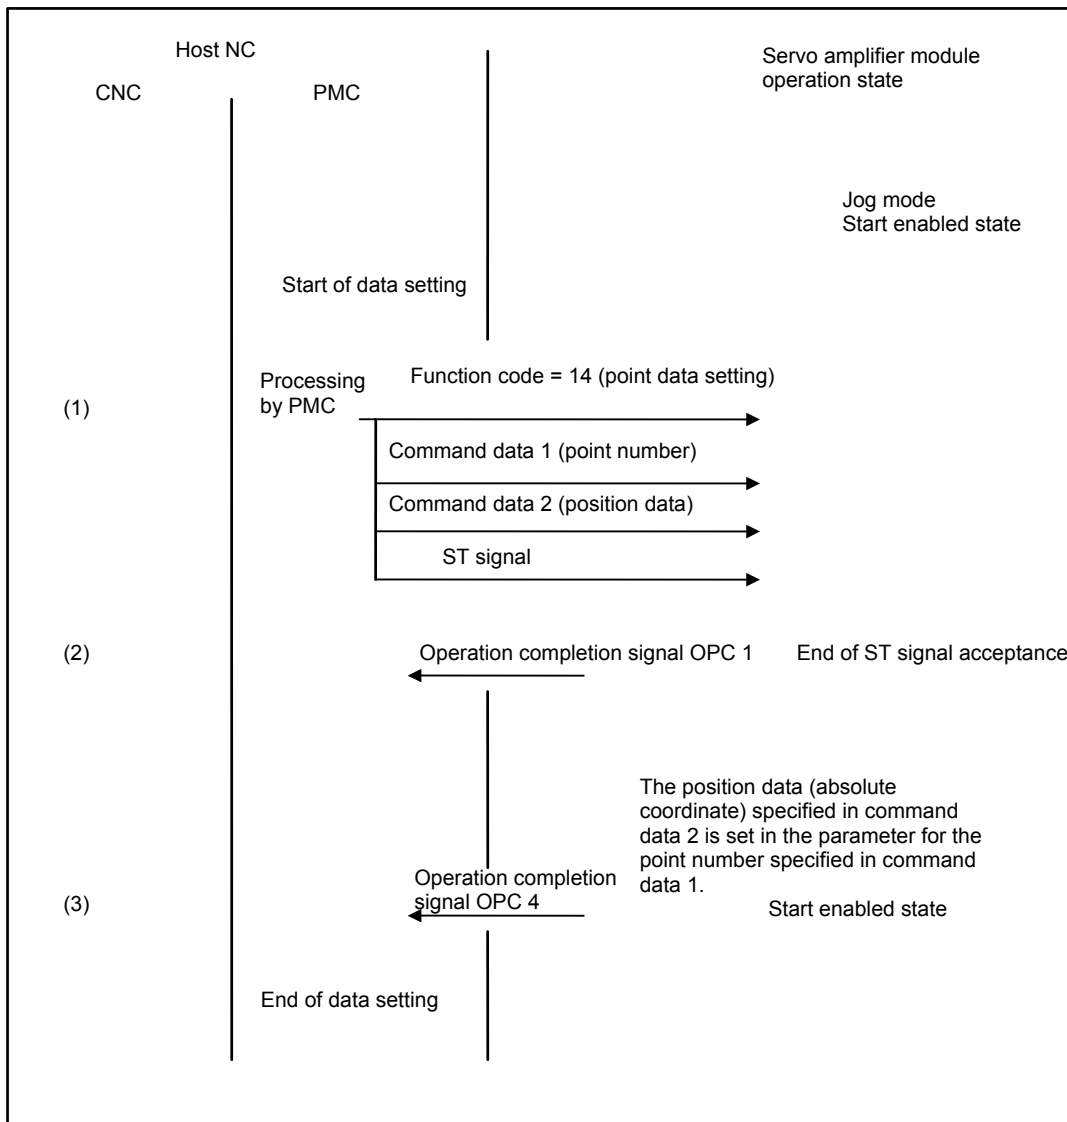 Host NC
Servo amplifier module
operation state
CNC
PMC
Jog mode
Start enabled state
Start of data setting
Function code = 14 (point data setting)
Processing
by PMC
(1)
Command data 1 (point number)
Command data 2 (position data)
ST signal
(2)
Operation completion signal OPC 1
End of ST signal acceptance
The position data (absolute
coordinate) specified in command
data 2 is set in the parameter for the
point number specified in command
data 1.
Operation completion
signal OPC 4
(3)
Start enabled state
End of data setting